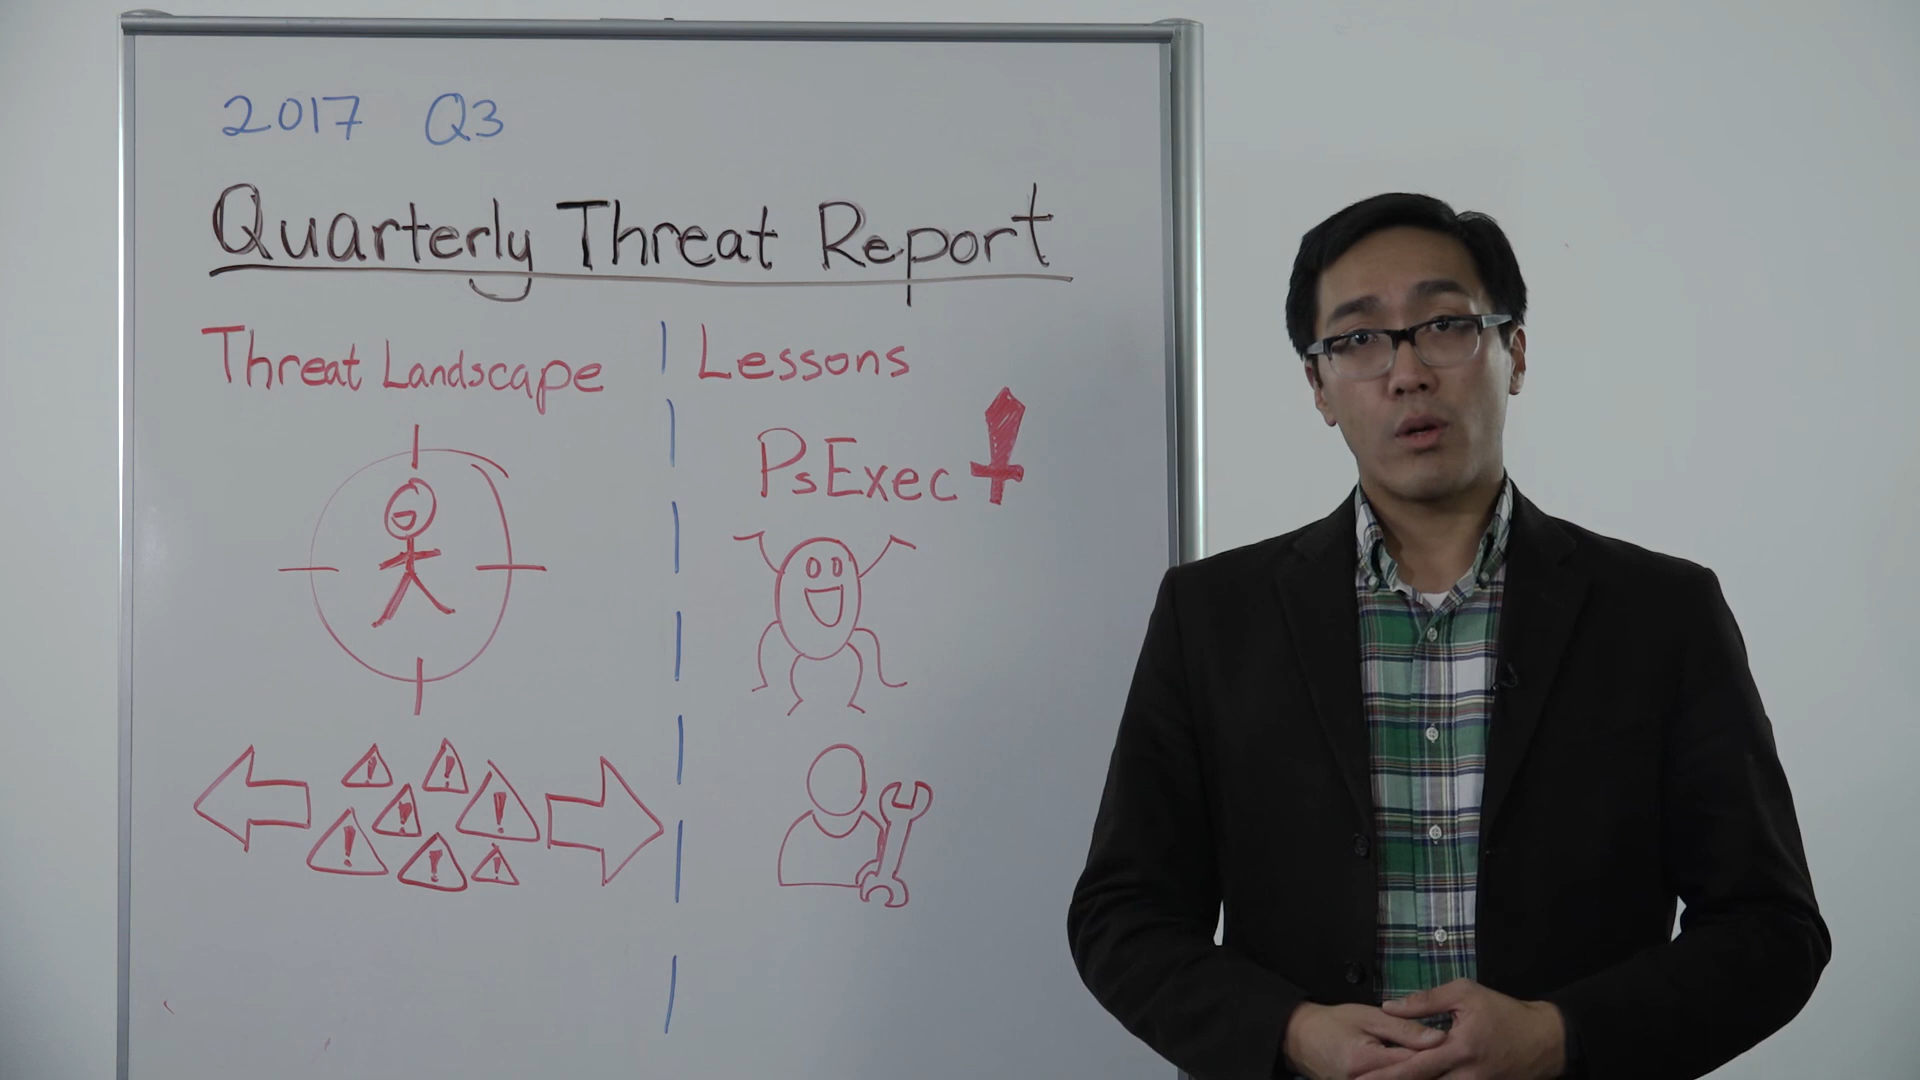 2017 Q3
Quarterly Threat Report
Threat Landscape
Lessons
PsExec
!
!
!
!
!
!
!